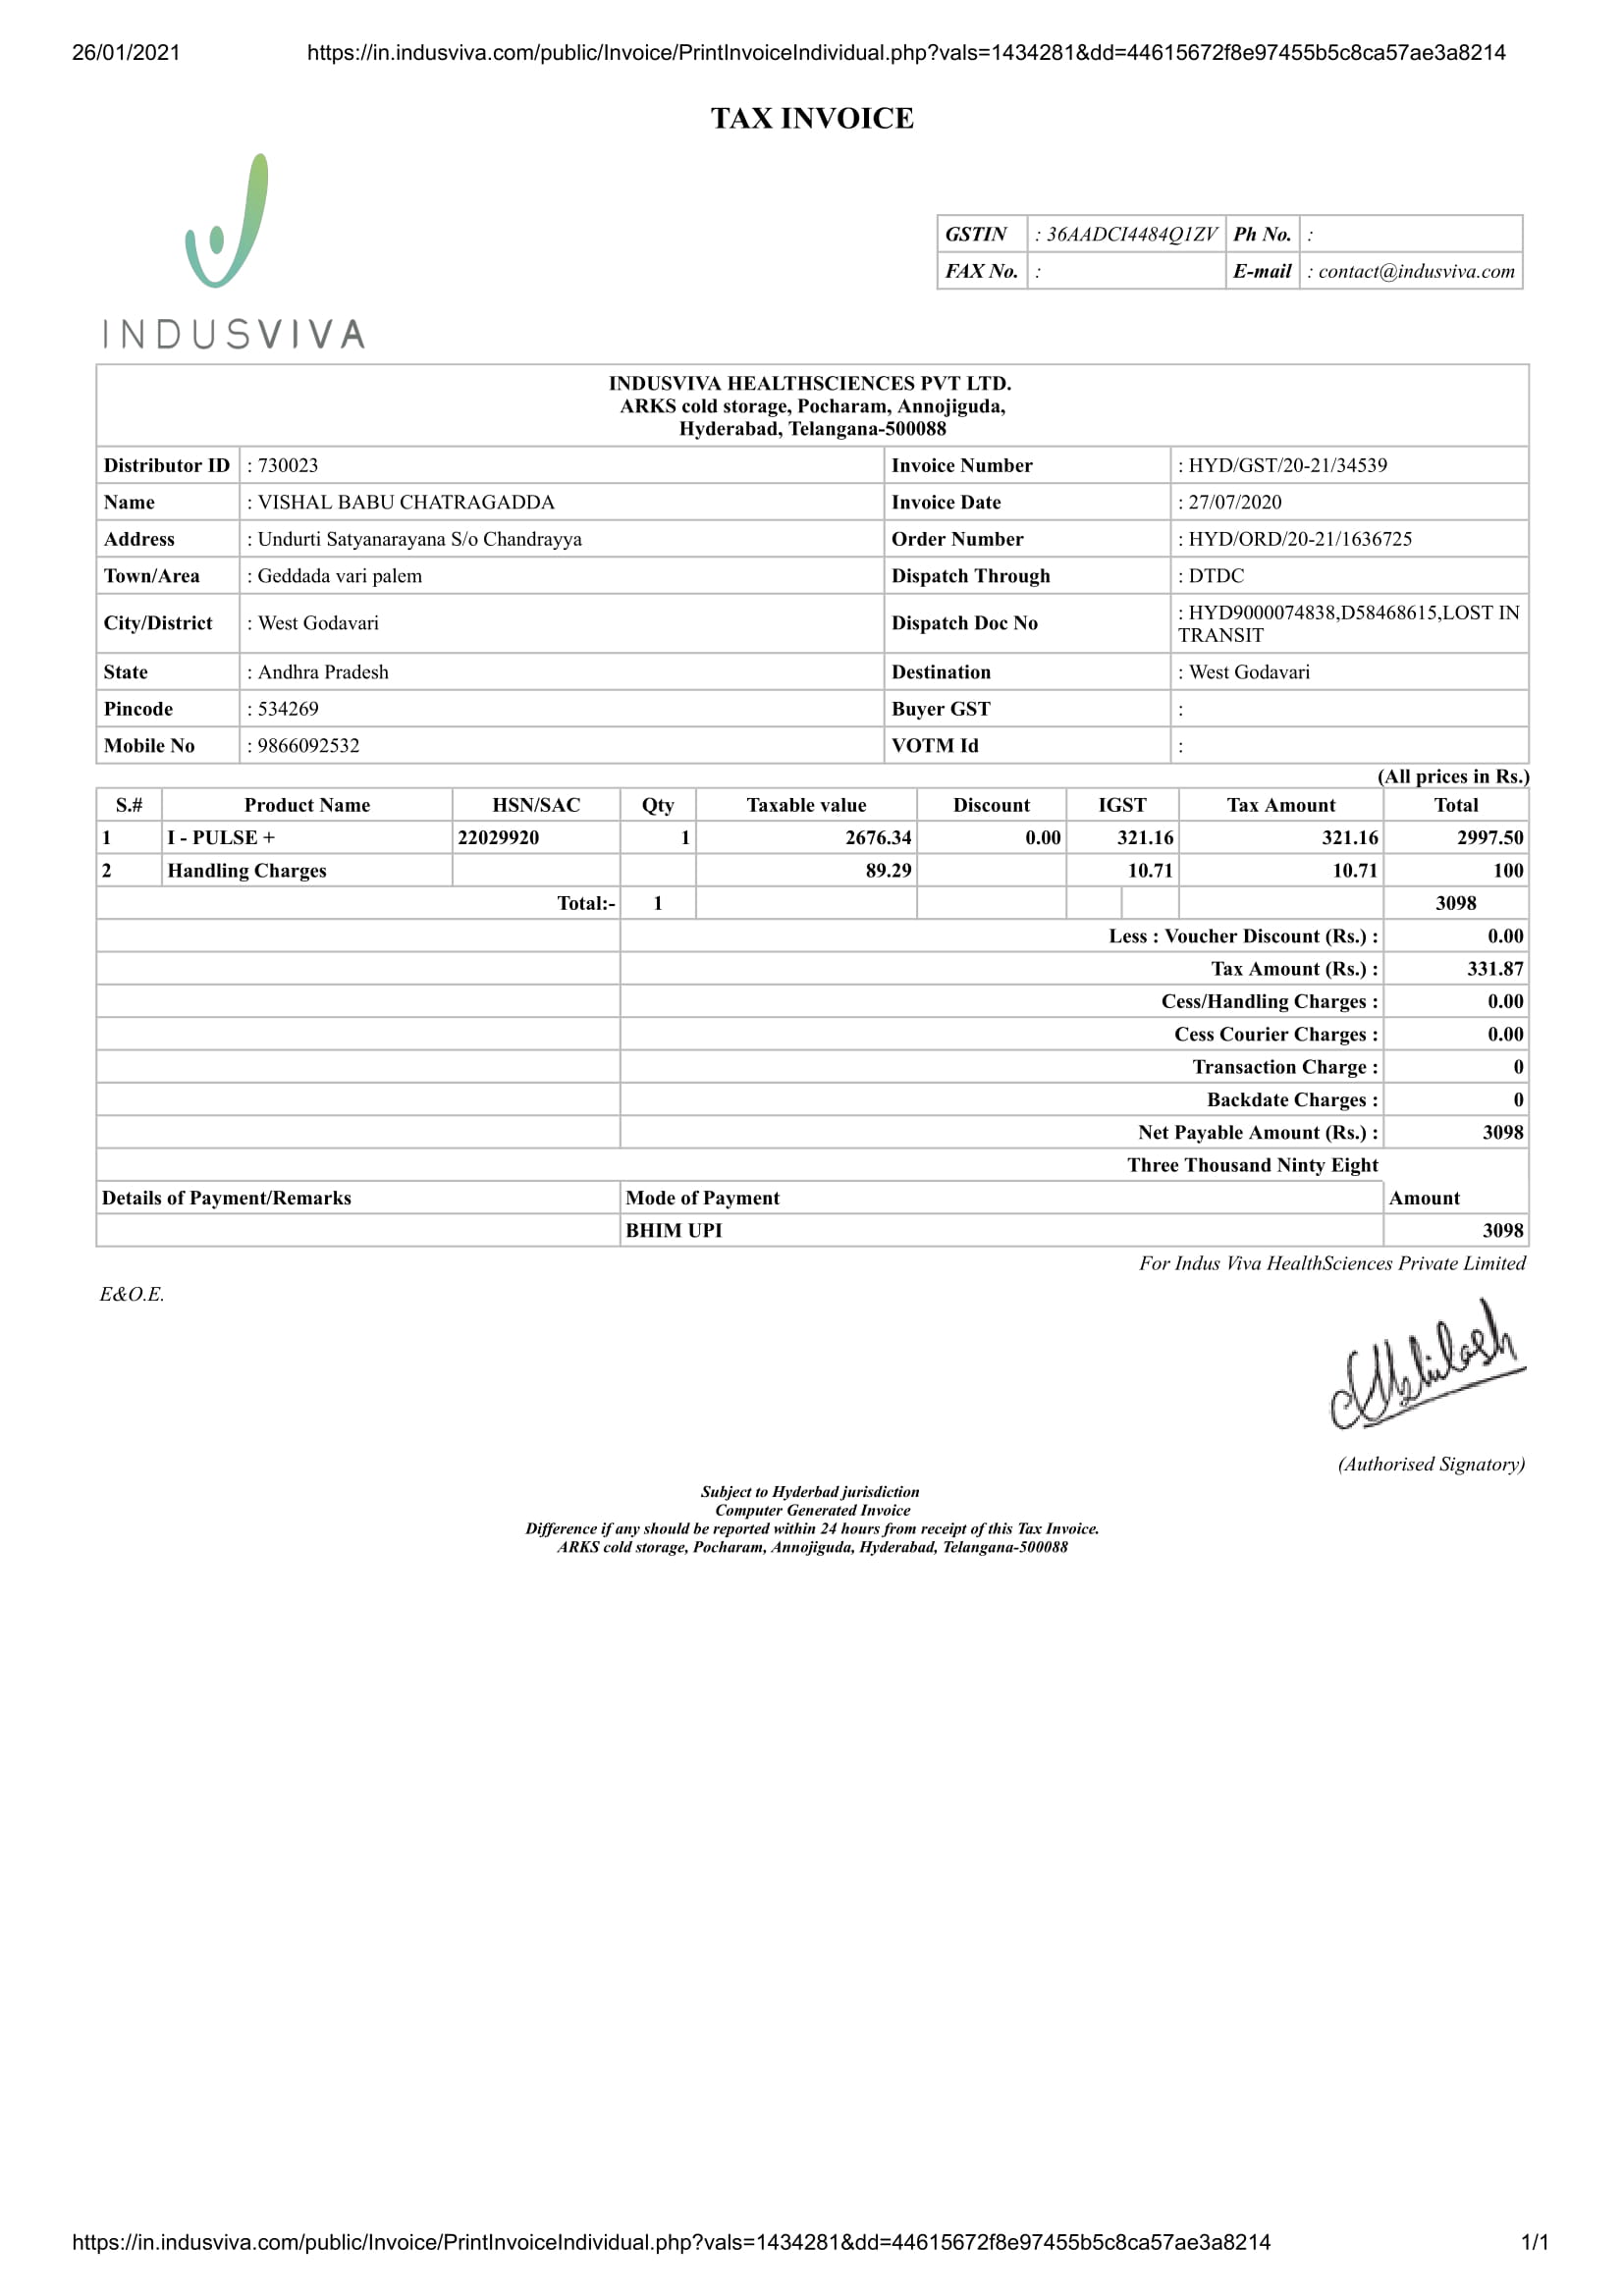 26/01/2021 https://in.indusviva.com/public/Invoice/PrintInvoiceIndividual.php?vals=1434281&dd=44615672f8e97455b5c8ca57ae3a8214
TAX INVOICE
INDUSVIVA
GSTIN : 36AADCI4484Q1ZV Ph No. :
FAX No. : E-mail : contact@indusviva.com
INDUSVIVA HEALTHSCIENCES PVT LTD.
ARKS cold storage, Pocharam, Annojiguda,
Hyderabad, Telangana-500088
Distributor ID : 730023 Invoice Number : HYD/GST/20-21/34539
Name : VISHAL BABU CHATRAGADDA Invoice Date : 27/07/2020
Address : Undurti Satyanarayana S/o Chandrayya Order Number : HYD/ORD/20-21/1636725
Town/Area : Geddada vari palem Dispatch Through : DTDC
City/District : West Godavari Dispatch Doc No : HYD9000074838,D58468615,LOST IN
TRANSIT
State : Andhra Pradesh Destination : West Godavari
Pincode : 534269 Buyer GST :
Mobile No : 9866092532 VOTM Id :
(All prices in Rs.)
S.# Product Name HSN/SAC Qty Taxable value Discount IGST Tax Amount Total
1 I - PULSE + 22029920 1 2676.34 0.00 321.16 321.16 2997.50
2 Handling Charges 89.29 10.71 10.71 100
Total:- 1 3098
Less : Voucher Discount (Rs.) : 0.00
Tax Amount (Rs.) : 331.87
Cess/Handling Charges : 0.00
Cess Courier Charges : 0.00
Transaction Charge : 0
Backdate Charges : 0
Net Payable Amount (Rs.) : 3098
Three Thousand Ninty Eight
Details of Payment/Remarks Mode of Payment Amount
BHIM UPI 3098
For Indus Viva HealthSciences Private Limited
E&O.E.
(Authorised Signatory)
Subject to Hyderbad jurisdiction
Computer Generated Invoice
Difference if any should be reported within 24 hours from receipt of this Tax Invoice.
ARKS cold storage, Pocharam, Annojiguda, Hyderabad, Telangana-500088
https://in.indusviva.com/public/Invoice/PrintInvoiceIndividual.php?vals=1434281&dd=44615672f8e97455b5c8ca57ae3a8214 1/1